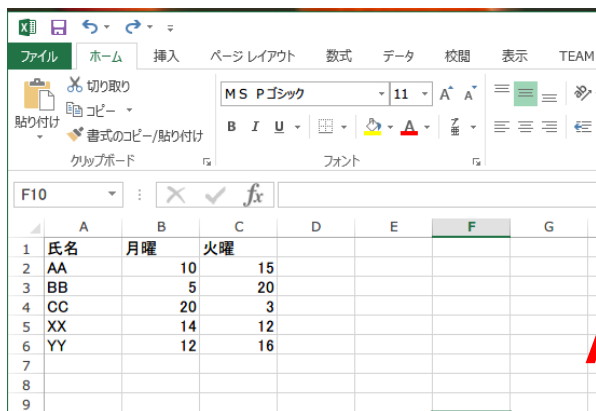 ファイル ホーム 挿入 ページ レイアウト 数式 データ 校閲 表示 TEAM
切り取り
コピー
書式のコピー/貼り付け
貼り付け
クリップボード
MS Pゴシック 11 A A
B I U A
フォント
F10 fx
A B C D E F G
1 氏名 月曜 火曜
2 AA 10 15
3 BB 5 20
4 CC 20 3
5 XX 14 12
6 YY 12 16
7
8
9